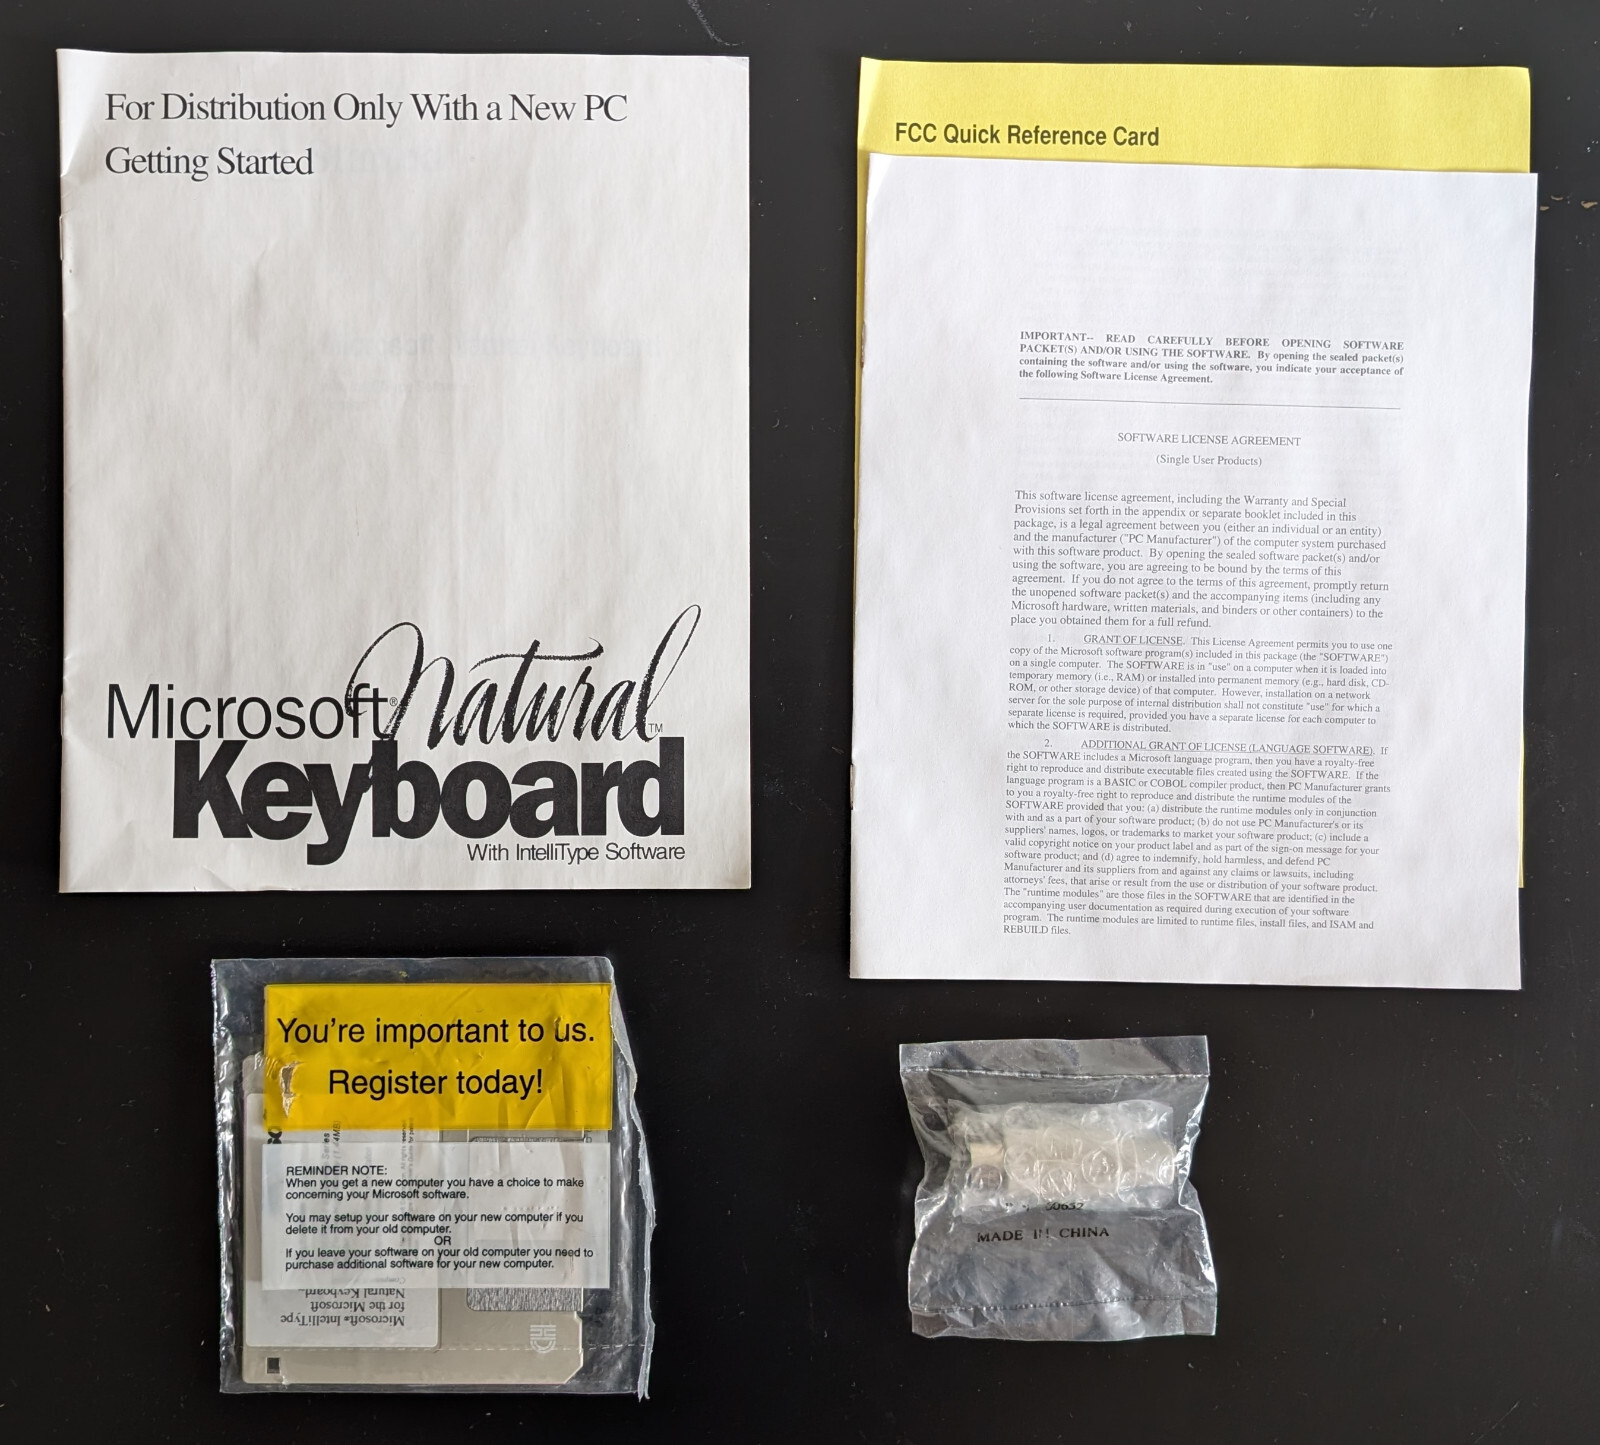 For Distribution Only With a New PC
Getting Started
Microsoft® Natural™
Keyboard
With IntelliType Software
FCC Quick Reference Card
IMPORTANT-- READ CAREFULLY BEFORE OPENING SOFTWARE
PACKET(S) AND/OR USING THE SOFTWARE. By opening the sealed packet(s)
containing the software and/or using the software, you indicate your acceptance of
the following Software License Agreement.
SOFTWARE LICENSE AGREEMENT
(Single User Products)
This software license agreement, including the Warranty and Special
Provisions set forth in the appendix or separate booklet included in this
package, is a legal agreement between you (either an individual or an entity)
and the manufacturer ("PC Manufacturer") of the computer system purchased
with this software product. By opening the sealed software packet(s) and/or
using the software, you are agreeing to be bound by the terms of this
agreement. If you do not agree to the terms of this agreement, promptly return
the unopened software packet(s) and the accompanying items (including any
Microsoft hardware, written materials, and binders or other containers) to the
place you obtained them for a full refund.
1. GRANT OF LICENSE. This License Agreement permits you to use one
copy of the Microsoft software program(s) included in this package (the "SOFTWARE")
on a single computer. The SOFTWARE is in "use" on a computer when it is loaded into
temporary memory (i.e., RAM) or installed into permanent memory (e.g., hard disk, CD-
ROM, or other storage device) of that computer. However, installation on a network
server for the sole purpose of internal distribution shall not constitute "use" for which a
separate license is required, provided you have a separate license for each computer to
which the SOFTWARE is distributed.
2. ADDITIONAL GRANT OF LICENSE (LANGUAGE SOFTWARE). If
the SOFTWARE includes a Microsoft language program, then you have a royalty-free
right to reproduce and distribute executable files created using the SOFTWARE. If the
language program is a BASIC or COBOL compiler product, then PC Manufacturer grants
to you a royalty-free right to reproduce and distribute the runtime modules of the
SOFTWARE provided that you: (a) distribute the runtime modules only in conjunction
with and as a part of your software product; (b) do not use PC Manufacturer's or its
suppliers' names, logos, or trademarks to market your software product; (c) include a
valid copyright notice on your product label and as part of the sign-on message for your
software product; and (d) agree to indemnify, hold harmless, and defend PC
Manufacturer and its suppliers from and against any claims or lawsuits, including
attorneys' fees, that arise or result from the use or distribution of your software product.
The "runtime modules" are those files in the SOFTWARE that are identified in the
accompanying user documentation as required during execution of your software
program. The runtime modules are limited to runtime files, install files, and ISAM and
REBUILD files.
You're important to us.
Register today!
REMINDER NOTE:
When you get a new computer you have a choice to make
concerning your Microsoft software.
You may setup your software on your new computer if you
delete it from your old computer.
OR
If you leave your software on your old computer you need to
purchase additional software for your new computer.
Microsoft® IntelliType
for the Microsoft
Natural Keyboard
MADE IN CHINA